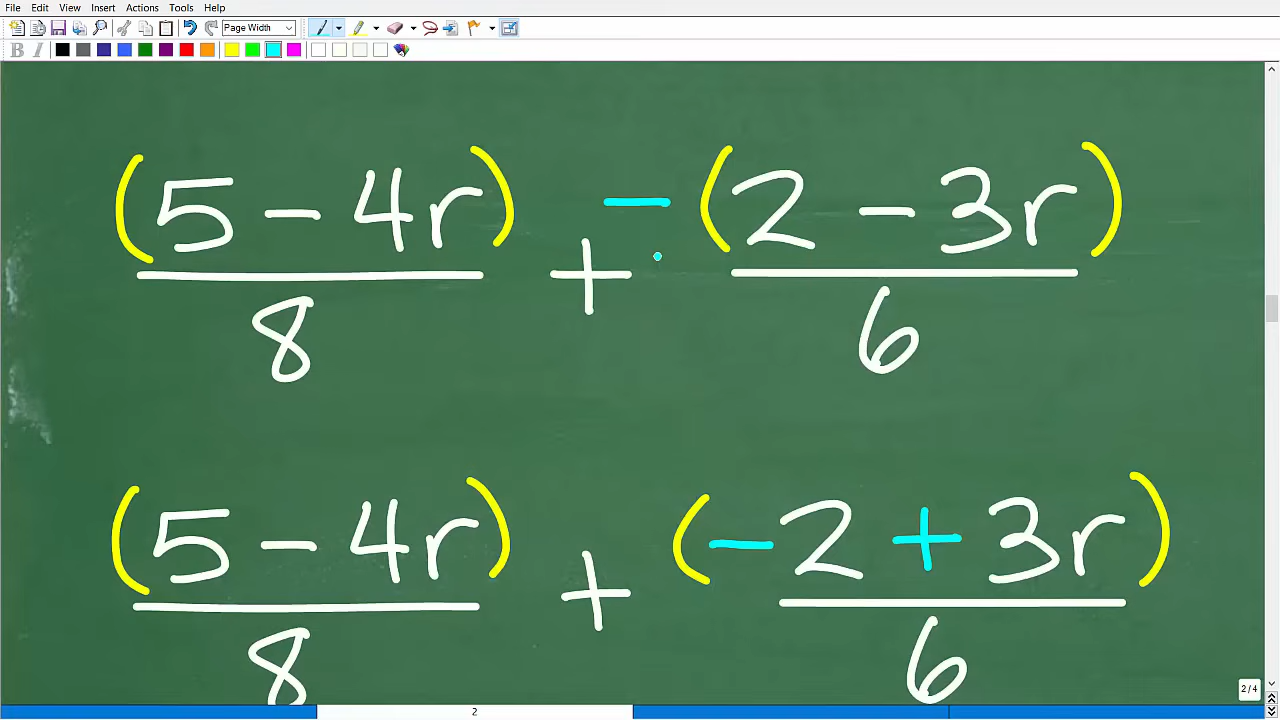 File Edit View Insert Actions Tools Help
Page Width
B I
(5 - 4r) + -(2 - 3r)
8 6
(5 - 4r) + (-2 + 3r)
8 6
2 / 4
2